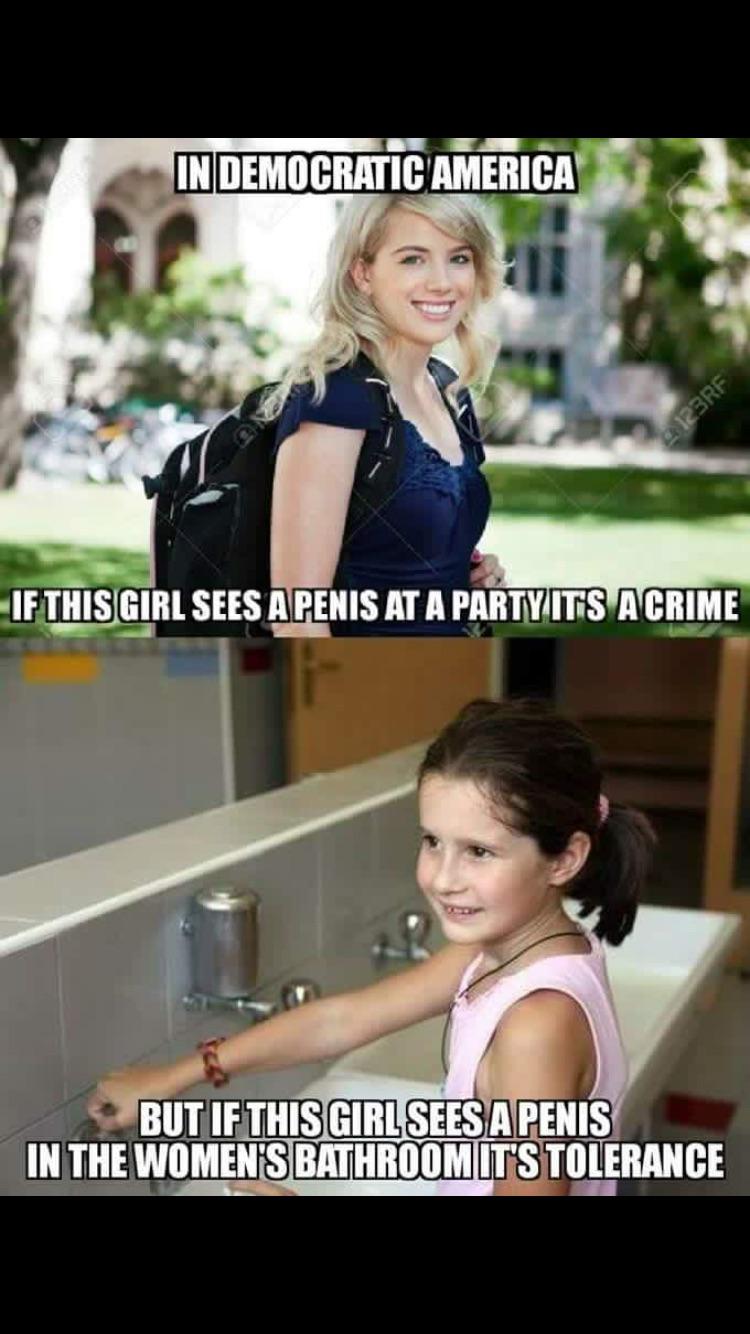 IN DEMOCRATIC AMERICA
123RF
IF THIS GIRL SEES A PENIS AT A PARTY IT'S A CRIME
BUT IF THIS GIRL SEES A PENIS
IN THE WOMEN'S BATHROOM IT'S TOLERANCE